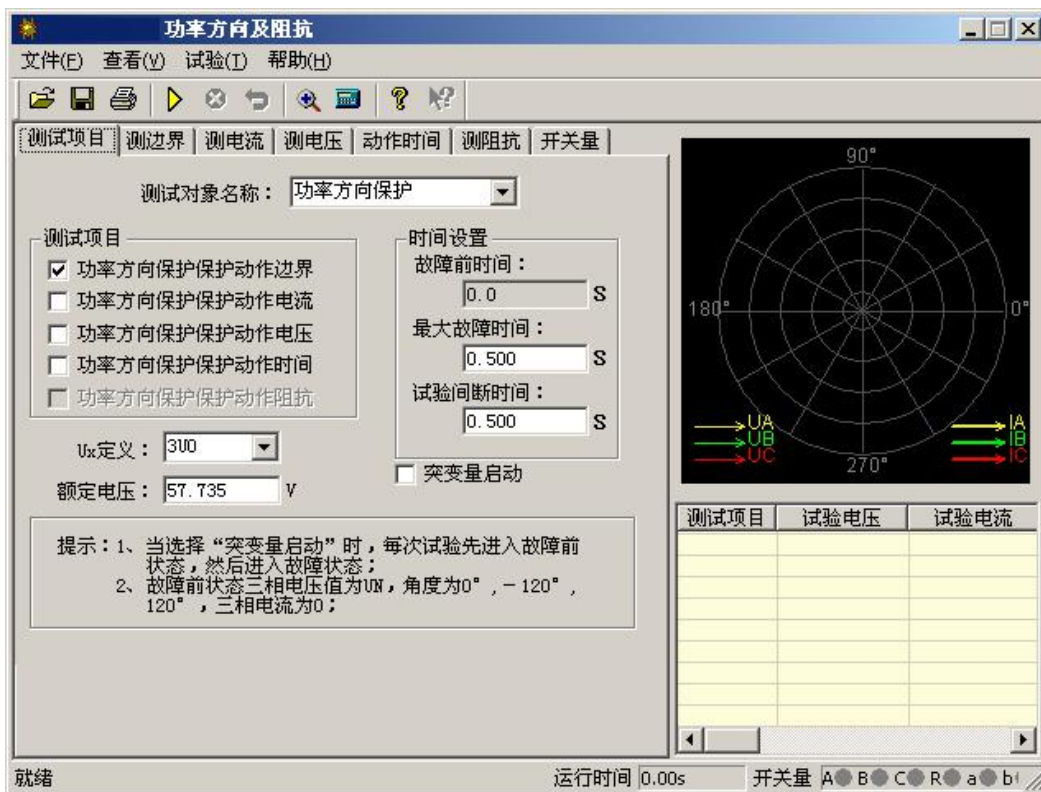 功率方向及阻抗
文件(F) 查看(V) 试验(T) 帮助(H)
测试项目 测边界 测电流 测电压 动作时间 测阻抗 开关量
测试对象名称： 功率方向保护
测试项目
功率方向保护保护动作边界
功率方向保护保护动作电流
功率方向保护保护动作电压
功率方向保护保护动作时间
功率方向保护保护动作阻抗
时间设置
故障前时间：
0.0 S
最大故障时间：
0.500 S
试验间断时间：
0.500 S
Ux定义： 3U0
突变量启动
额定电压： 57.735 V
提示：1、当选择“突变量启动”时，每次试验先进入故障前
状态，然后进入故障状态；
2、故障前状态三相电压值为UN，角度为0°,－120°,
120°，三相电流为0；
90°
180° 0°
270°
UA IA
UB IB
UC IC
测试项目 试验电压 试验电流
就绪 运行时间 0.00s 开关量 A B C R a b